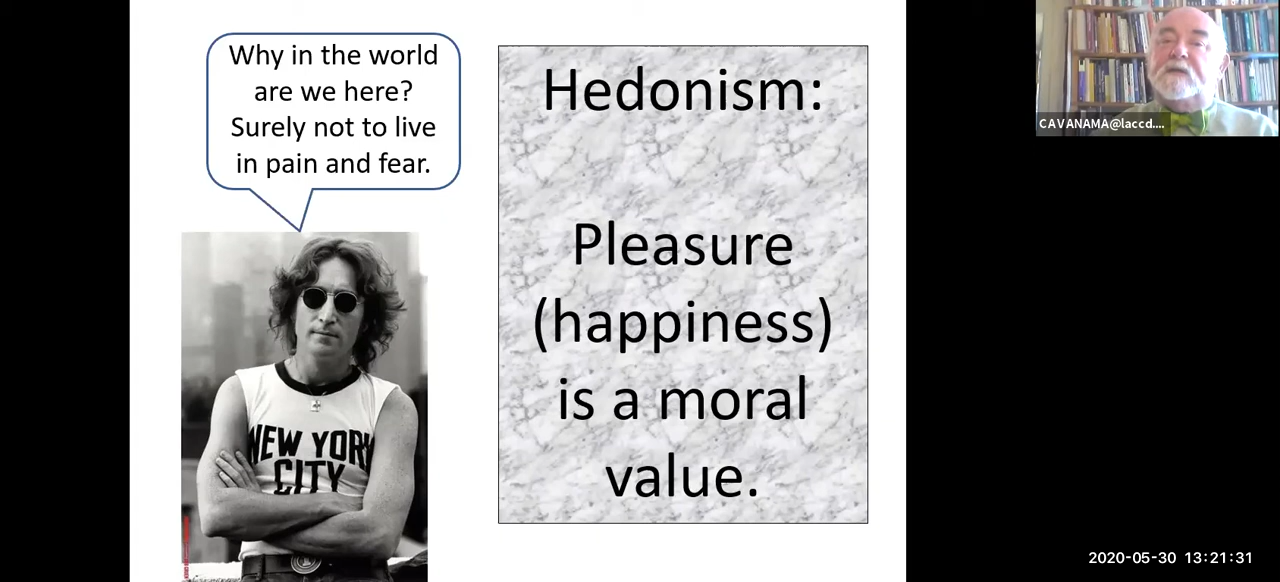 Why in the world
are we here?
Surely not to live
in pain and fear.
NEW YORK
CITY
Hedonism:
Pleasure
(happiness)
is a moral
value.
CAVANAMA@laccd....
2020-05-30 13:21:31